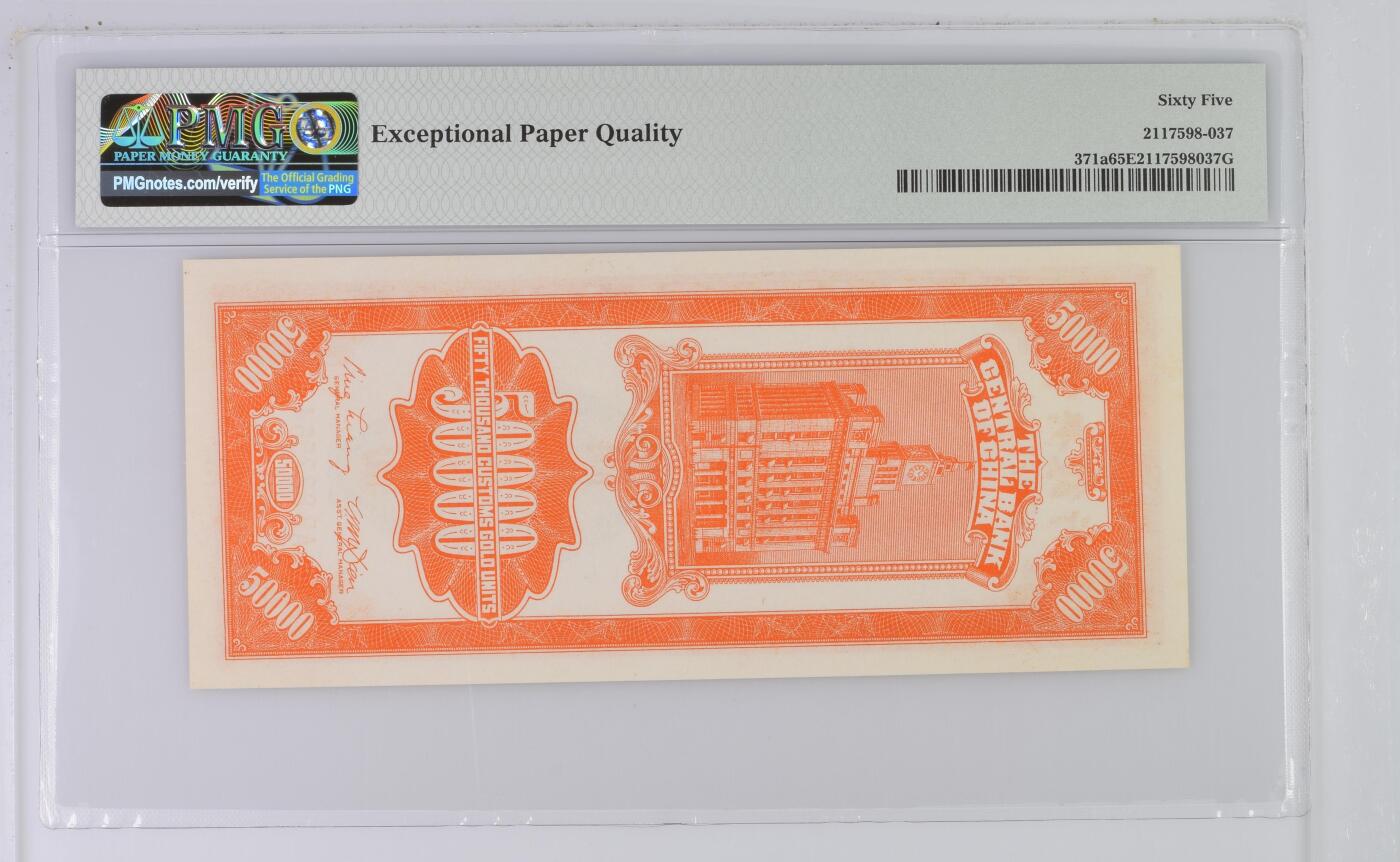 PMG
PAPER MONEY GUARANTY
PMGnotes.com/verify
The Official Grading
Service of the PNG
Exceptional Paper Quality
Sixty Five
2117598-037
371a65E2117598037G
50000
50000
THE
CENTRAL BANK
OF CHINA
50000
FIFTY THOUSAND CUSTOMS GOLD UNITS
GENERAL MANAGER
ASST. GENERAL MANAGER
50000
50000
50000